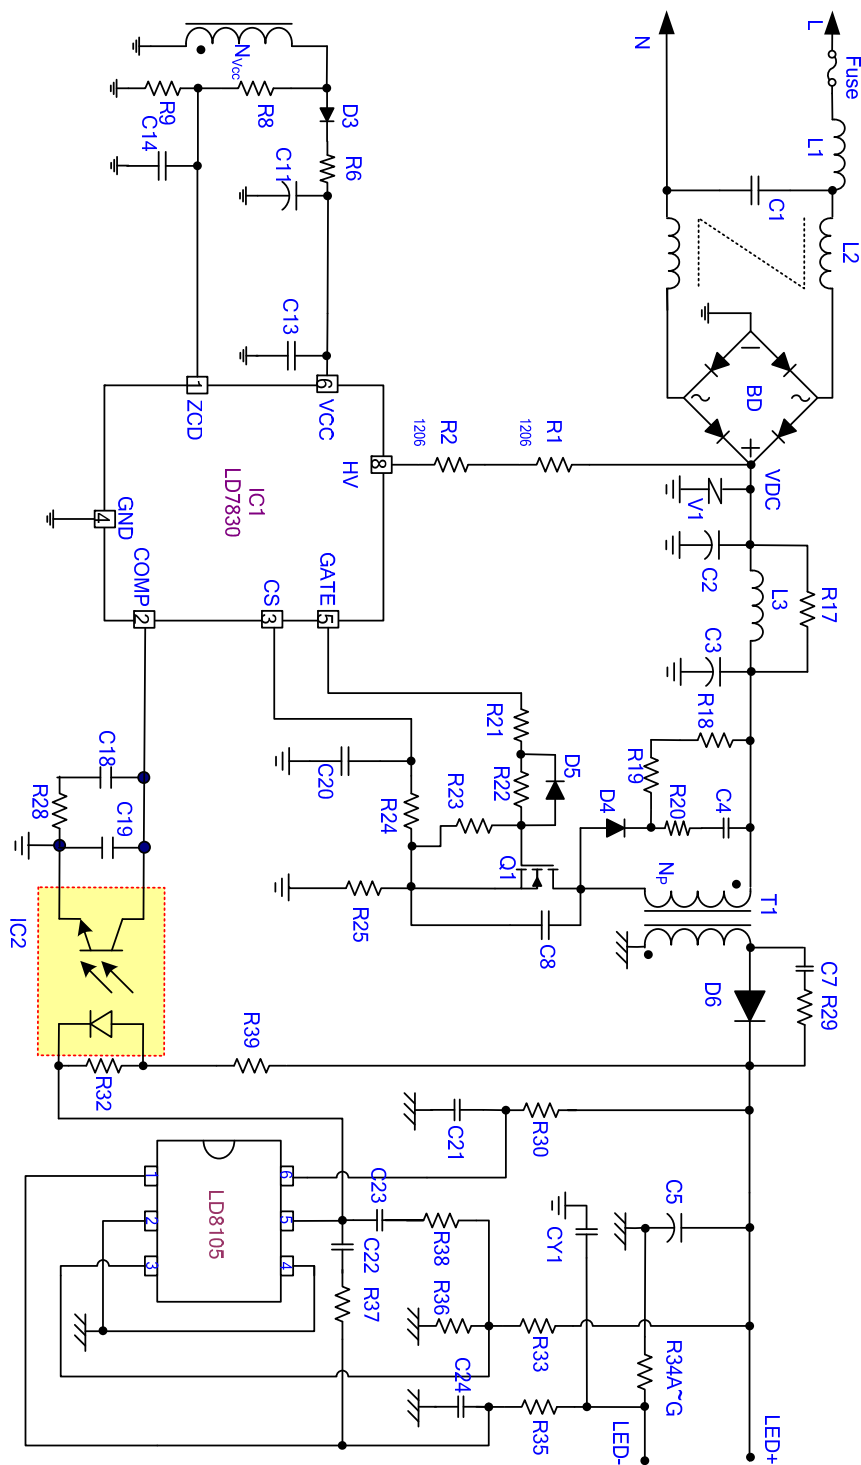 N
L
Fuse
L1
C1
L2
BD
VDC
V1
C2
L3
R17
C3
R18
R19
R20
C4
D4
N_P
T1
C7
R29
D6
N_Vcc
R9
R8
D3
R6
C14
C11
C13
1
ZCD
6
VCC
8
HV
R2
1206
R1
1206
IC1
LD7830
4
GND
2
COMP
3
CS
5
GATE
R21
R22
D5
R23
R24
C20
R25
Q1
C8
C18
R28
C19
IC2
R32
R39
C21
R30
C5
CY1
LD8105
1
2
3
6
5
4
C23
R38
C22
R37
R36
R33
R34A~G
C24
R35
LED-
LED+